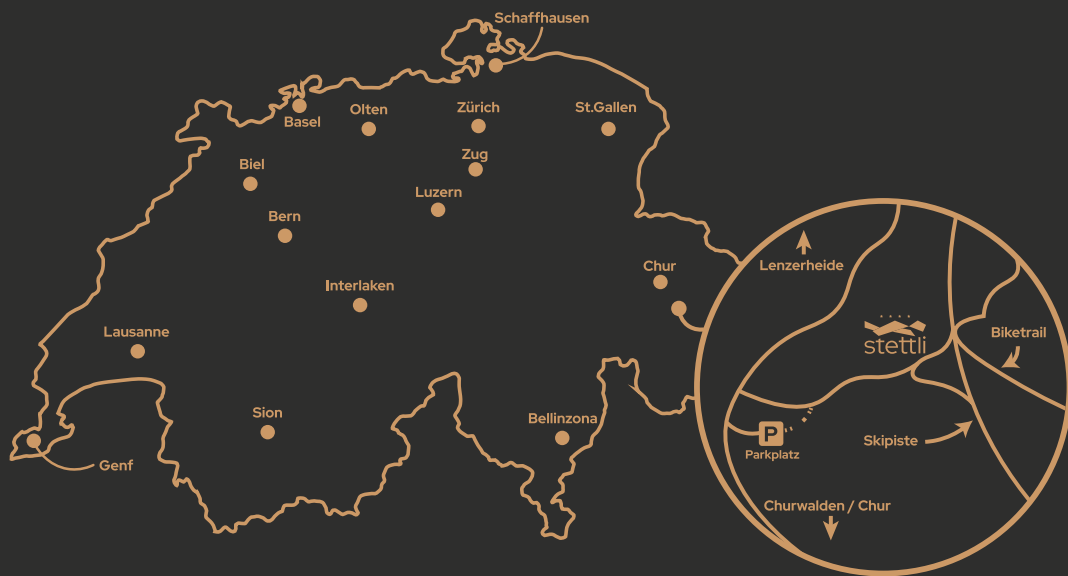 Schaffhausen
Basel
Olten
Zürich
St.Gallen
Zug
Biel
Luzern
Bern
Chur
Interlaken
Lausanne
Sion
Bellinzona
Genf
Lenzerheide
stettli
Biketrail
P
Parkplatz
Skipiste
Churwalden / Chur